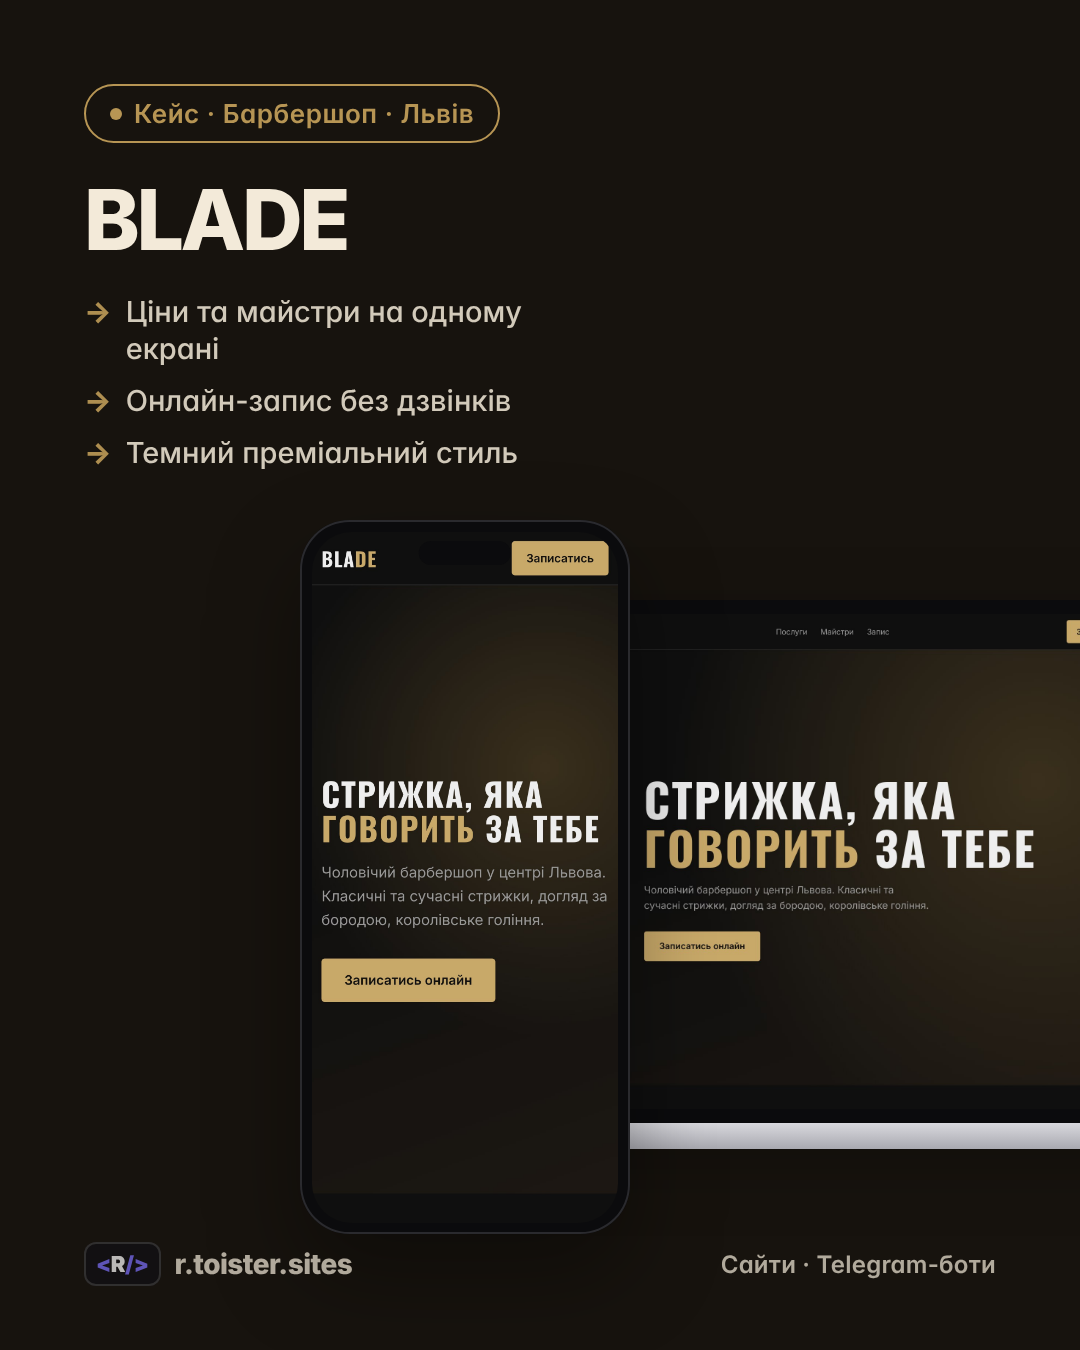 Кейс · Барбершоп · Львів
BLADE
→ Ціни та майстри на одному
екрані
→ Онлайн-запис без дзвінків
→ Темний преміальний стиль
BLADE
Записатись
СТРИЖКА, ЯКА
ГОВОРИТЬ ЗА ТЕБЕ
Чоловічий барбершоп у центрі Львова.
Класичні та сучасні стрижки, догляд за
бородою, королівське гоління.
Записатись онлайн
Послуги Майстри Запис
СТРИЖКА, ЯКА
ГОВОРИТЬ ЗА ТЕБЕ
Чоловічий барбершоп у центрі Львова. Класичні та
сучасні стрижки, догляд за бородою, королівське гоління.
Записатись онлайн
<R/> r.toister.sites
Сайти · Telegram-боти